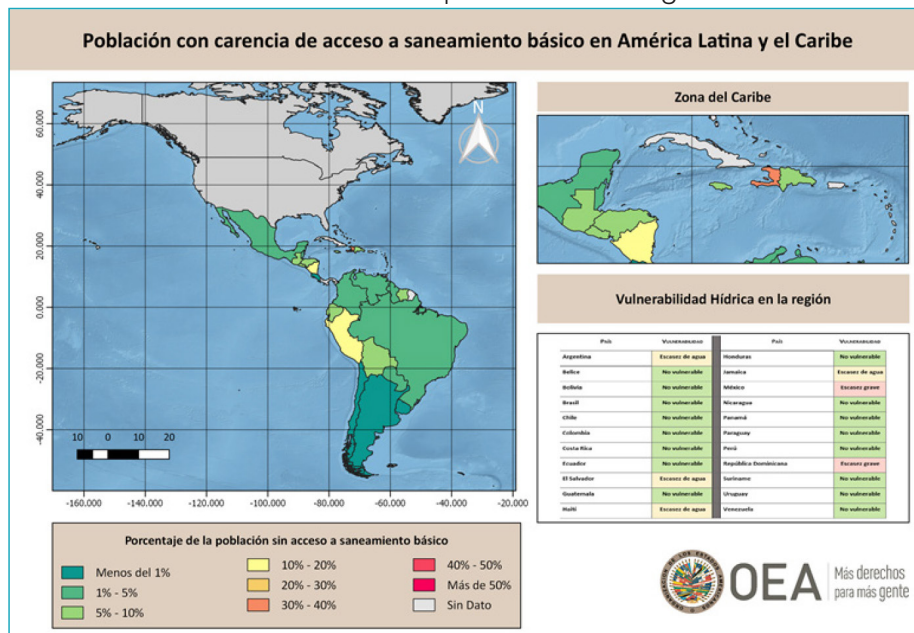 Población con carencia de acceso a saneamiento básico en América Latina y el Caribe
N
60.000
40.000
20.000
0.000
-20.000
-40.000
10 0 10 20
-160.000 -140.000 -120.000 -100.000 -80.000 -60.000 -40.000 -20.000
Zona del Caribe
Vulnerabilidad Hídrica en la región
País VULNERABILIDAD País VULNERABILIDAD
Argentina Escases de agua Honduras No vulnerable
Belice No vulnerable Jamaica Escases de agua
Bolivia No vulnerable México Escases grave
Brasil No vulnerable Nicaragua No vulnerable
Chile No vulnerable Panamá No vulnerable
Colombia No vulnerable Paraguay No vulnerable
Costa Rica No vulnerable Perú No vulnerable
Ecuador No vulnerable República Dominicana Escases grave
El Salvador Escases de agua Suriname No vulnerable
Guatemala No vulnerable Uruguay No vulnerable
Haití Escases de agua Venezuela No vulnerable
Porcentaje de la población sin acceso a saneamiento básico
Menos del 1% 10% - 20% 40% - 50%
1% - 5% 20% - 30% Más de 50%
5% - 10% 30% - 40% Sin Dato
OEA
Más derechos
para más gente